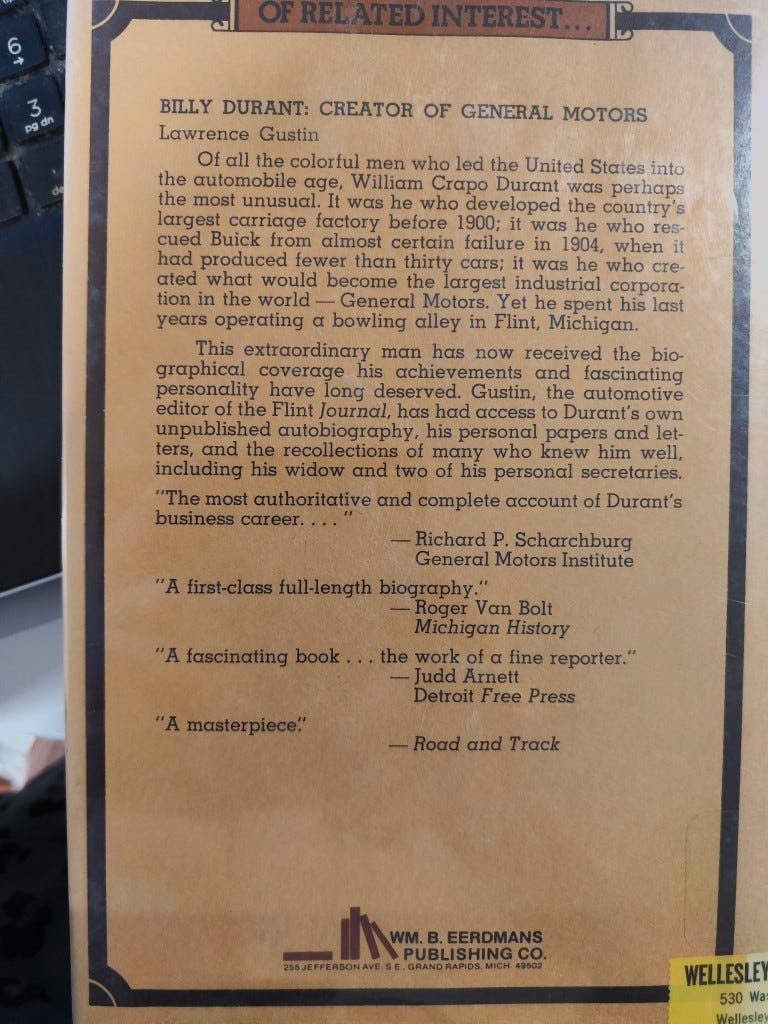 6
3
pg dn
OF RELATED INTEREST...
BILLY DURANT: CREATOR OF GENERAL MOTORS
Lawrence Gustin
Of all the colorful men who led the United States into
the automobile age, William Crapo Durant was perhaps
the most unusual. It was he who developed the country's
largest carriage factory before 1900; it was he who res-
cued Buick from almost certain failure in 1904, when it
had produced fewer than thirty cars; it was he who cre-
ated what would become the largest industrial corpora-
tion in the world — General Motors. Yet he spent his last
years operating a bowling alley in Flint, Michigan.
This extraordinary man has now received the bio-
graphical coverage his achievements and fascinating
personality have long deserved. Gustin, the automotive
editor of the Flint Journal, has had access to Durant's own
unpublished autobiography, his personal papers and let-
ters, and the recollections of many who knew him well,
including his widow and two of his personal secretaries.
"The most authoritative and complete account of Durant's
business career. . . . "
— Richard P. Scharchburg
General Motors Institute
"A first-class full-length biography."
— Roger Van Bolt
Michigan History
"A fascinating book . . . the work of a fine reporter."
— Judd Arnett
Detroit Free Press
"A masterpiece."
— Road and Track
WM. B. EERDMANS
PUBLISHING CO.
255 JEFFERSON AVE. S.E., GRAND RAPIDS, MICH. 49502
WELLESLEY
530 Was
Wellesley